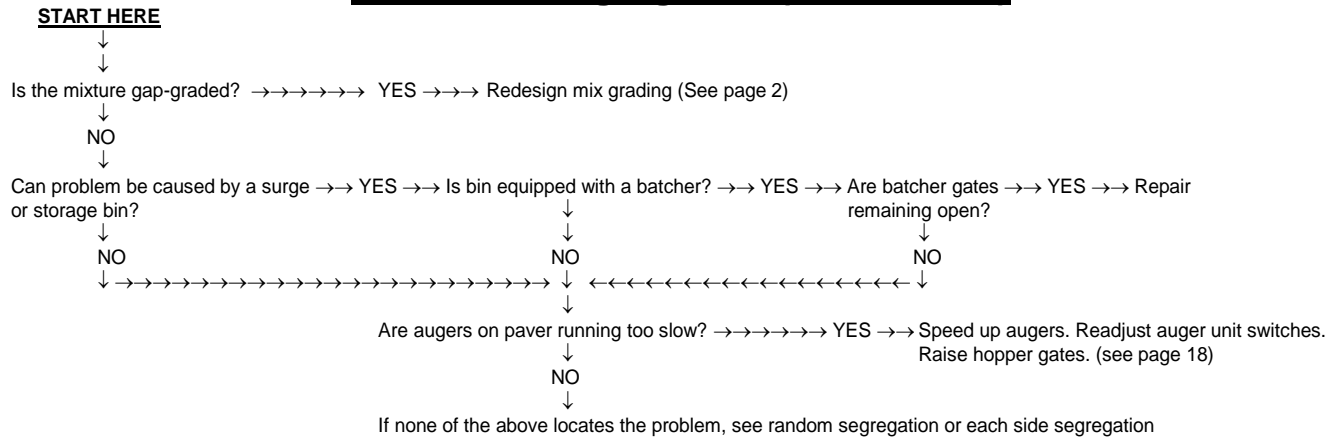 START HERE
↓
↓
Is the mixture gap-graded? →→→→→→ YES →→→ Redesign mix grading (See page 2)
↓
NO
↓
Can problem be caused by a surge →→ YES →→ Is bin equipped with a batcher? →→ YES →→ Are batcher gates →→ YES →→ Repair
or storage bin? ↓ remaining open?
↓ ↓ ↓
NO NO NO
↓ →→→→→→→→→→→→→→→→→→→→→→→ ↓ ←←←←←←←←←←←←←←←←← ↓
↓
Are augers on paver running too slow? →→→→→→ YES →→ Speed up augers. Readjust auger unit switches.
↓ Raise hopper gates. (see page 18)
NO
↓
If none of the above locates the problem, see random segregation or each side segregation